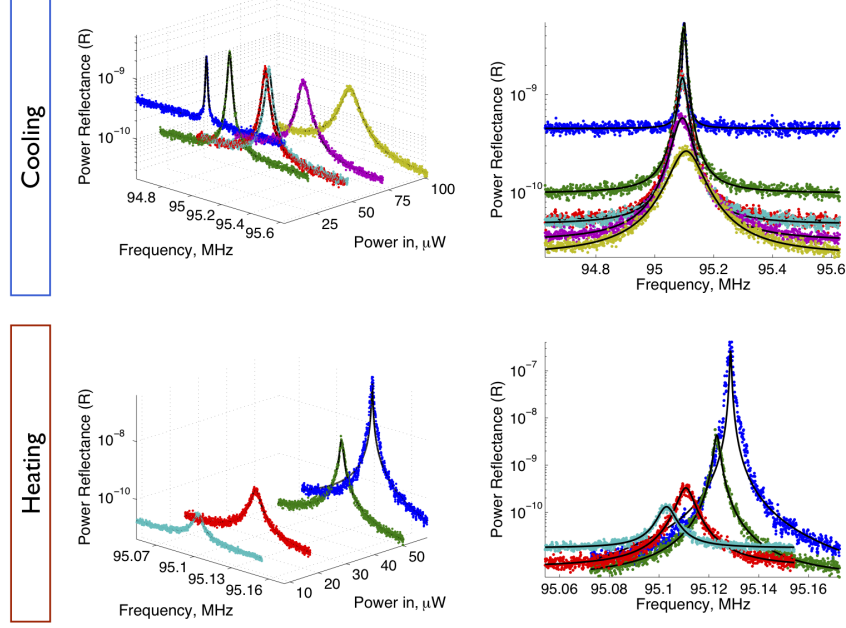 Cooling
Power Reflectance (R)
10⁻⁹
10⁻¹⁰
94.8
95
95.2
95.4
95.6
Frequency, MHz
25
50
75
100
Power in, μW
Power Reflectance (R)
10⁻⁹
10⁻¹⁰
94.8 95 95.2 95.4 95.6
Frequency, MHz
Heating
Power Reflectance (R)
10⁻⁸
10⁻¹⁰
95.07
95.1
95.13
95.16
Frequency, MHz
10
20
30
40
50
Power in, μW
Power Reflectance (R)
10⁻⁷
10⁻⁸
10⁻⁹
10⁻¹⁰
95.06 95.08 95.1 95.12 95.14 95.16
Frequency, MHz